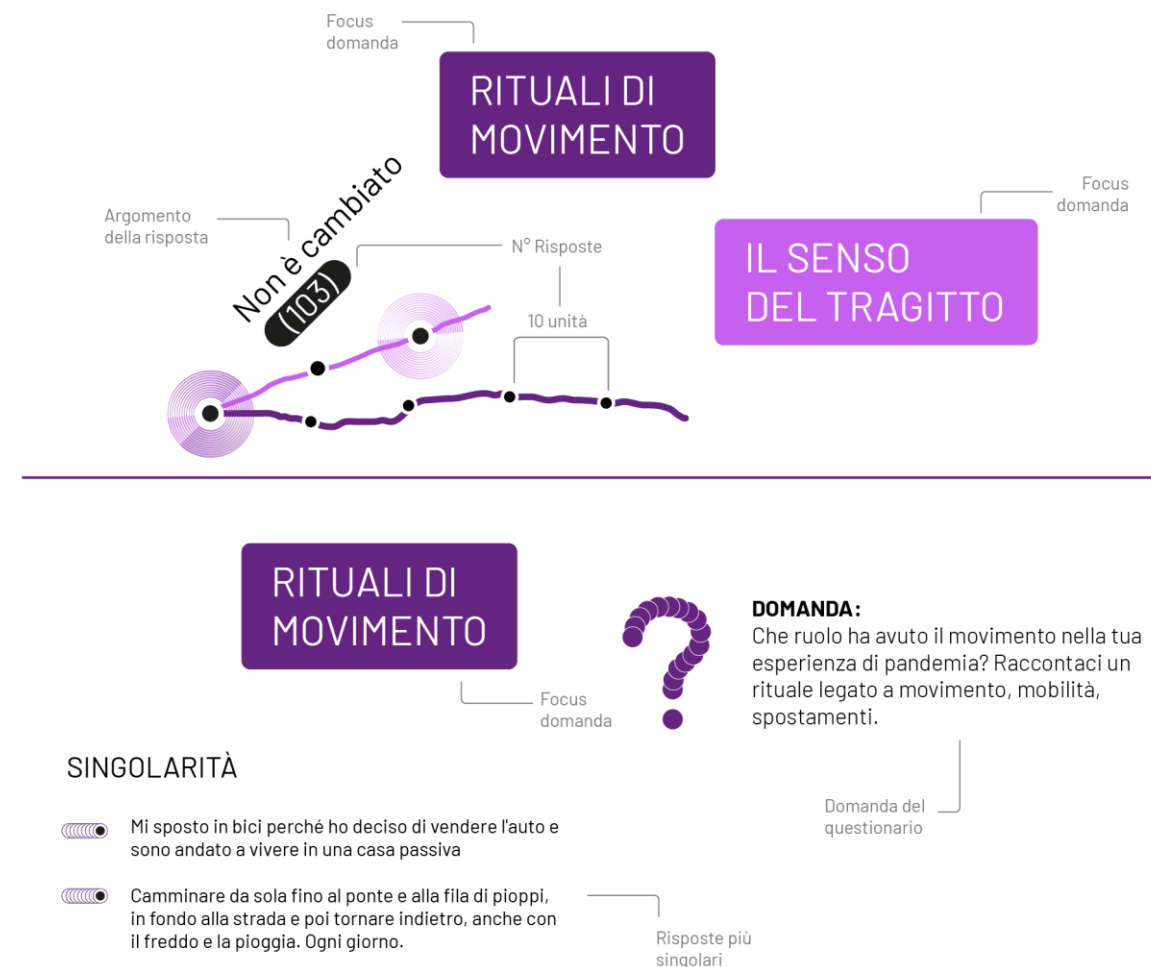 Focus
domanda
RITUALI DI
MOVIMENTO
Focus
domanda
Argomento
della risposta
Non è cambiato
(103)
N° Risposte
IL SENSO
DEL TRAGITTO
10 unità
RITUALI DI
MOVIMENTO
Focus
domanda
?
DOMANDA:
Che ruolo ha avuto il movimento nella tua
esperienza di pandemia? Raccontaci un
rituale legato a movimento, mobilità,
spostamenti.
Domanda del
questionario
SINGOLARITÀ
Mi sposto in bici perché ho deciso di vendere l'auto e
sono andato a vivere in una casa passiva
Camminare da sola fino al ponte e alla fila di pioppi,
in fondo alla strada e poi tornare indietro, anche con
il freddo e la pioggia. Ogni giorno.
Risposte più
singolari